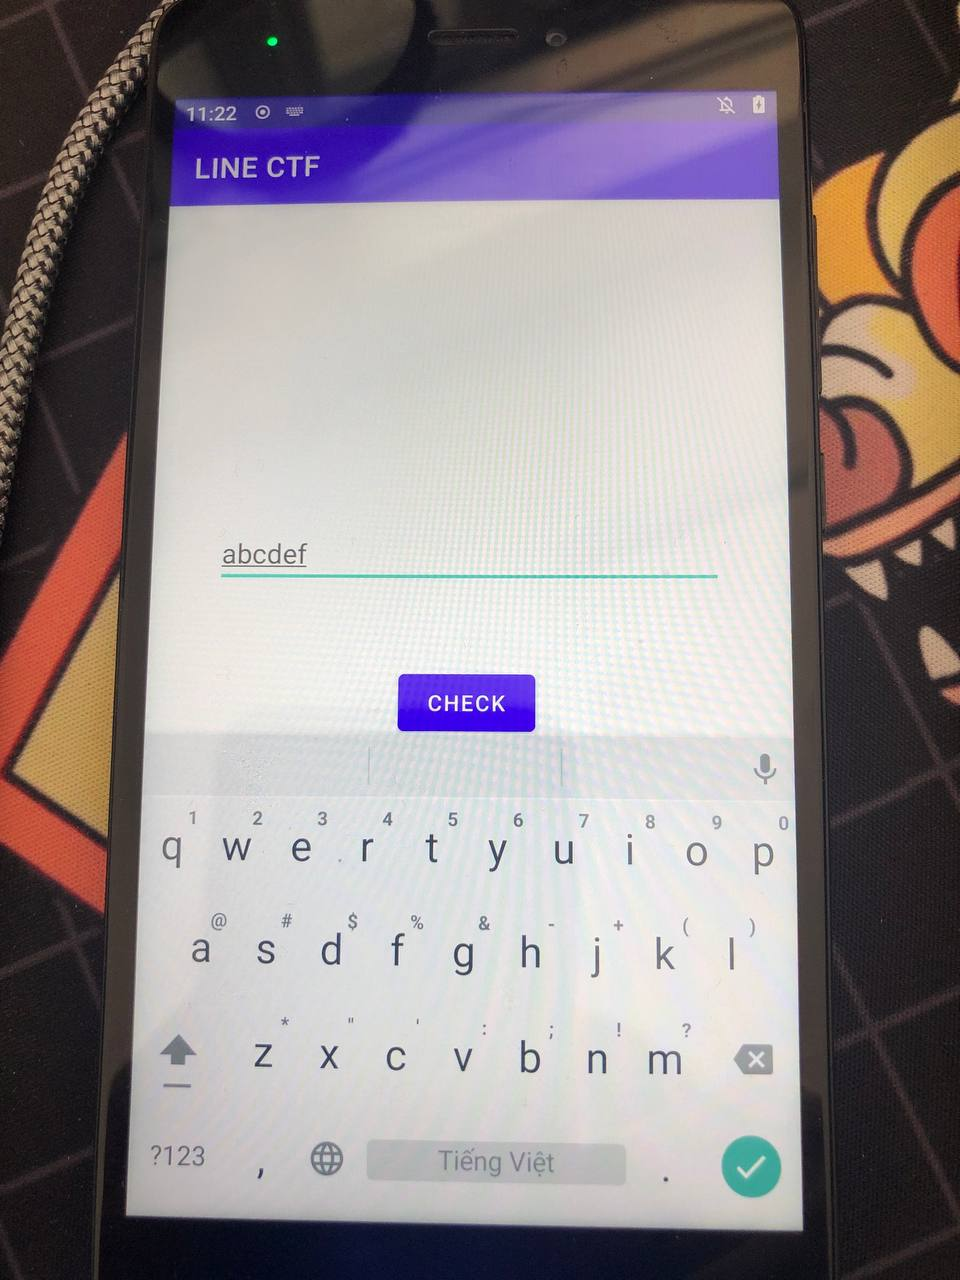 11:22
LINE CTF
abcdef
CHECK
1 2 3 4 5 6 7 8 9 0
q w e r t y u i o p
@ # $ % & - + ( )
a s d f g h j k l
* " ' : ; ! ?
z x c v b n m
?123 , Tiếng Việt .